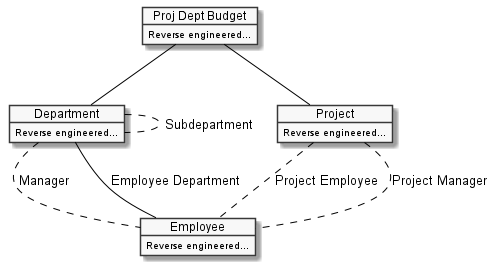 Proj Dept Budget
Reverse engineered...
Department
Reverse engineered...
Subdepartment
Project
Reverse engineered...
Manager
Employee Department
Project Employee
Project Manager
Employee
Reverse engineered...